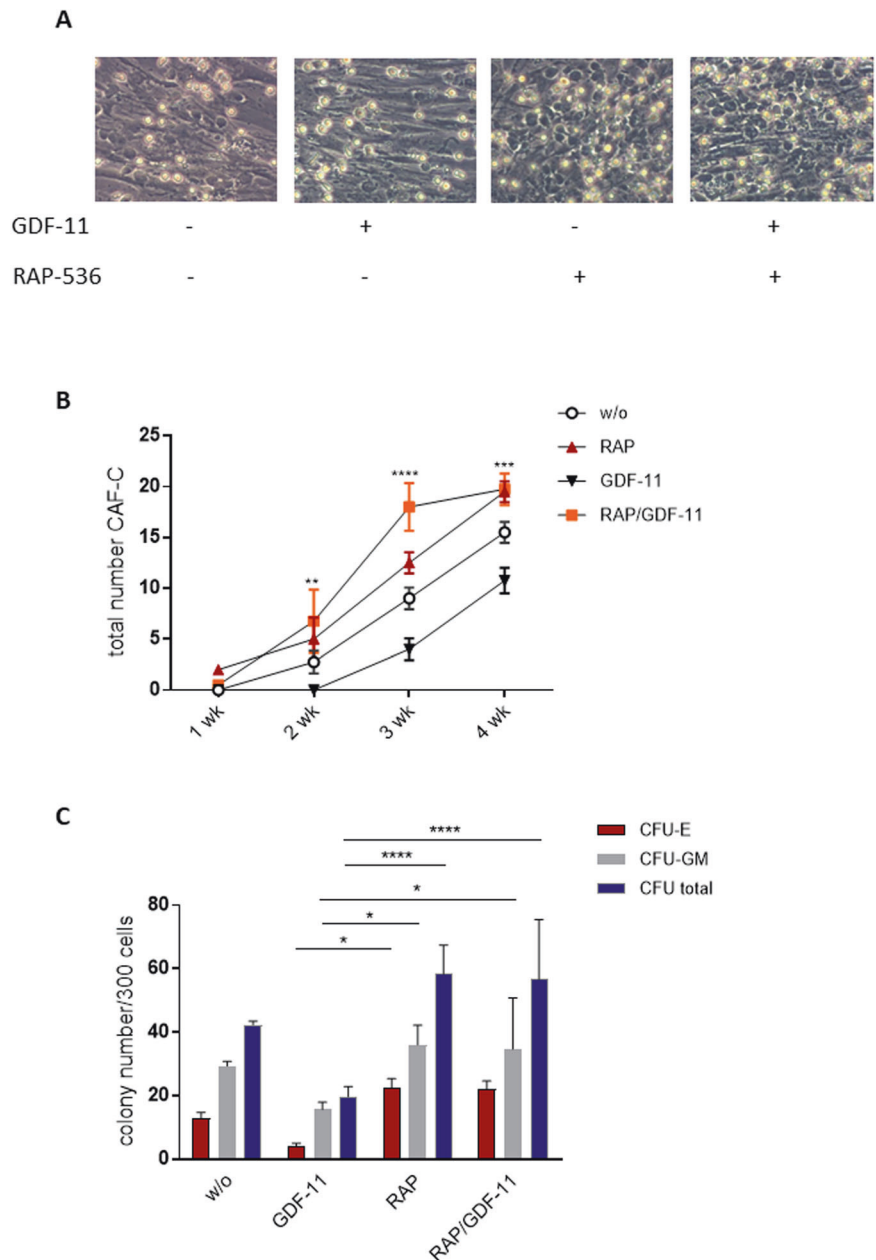 A
GDF-11 - + - +
RAP-536 - - + +
B
total number CAF-C
25
20
15
10
5
0
**
****
***
1 wk
2 wk
3 wk
4 wk
w/o
RAP
GDF-11
RAP/GDF-11
C
colony number/300 cells
80
60
40
20
0
****
****
*
*
*
w/o
GDF-11
RAP
RAP/GDF-11
CFU-E
CFU-GM
CFU total